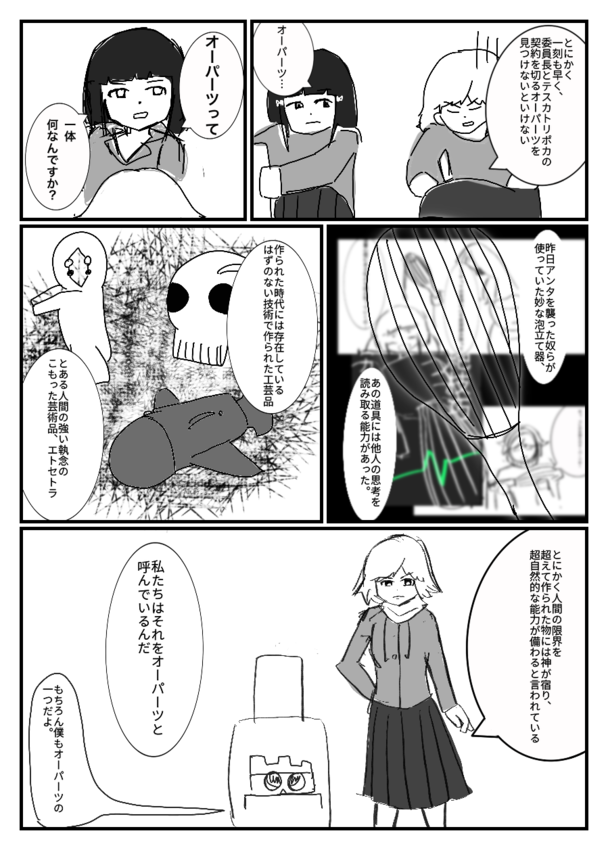 とにかく
一刻も早く、
委員長とテスカトリポカの
契約を切るオーパーツを
見つけないといけない
オーパーツ…
オーパーツって
一体
何なんですか？
昨日アンタを襲った奴らが
使っていた妙な泡立て器、
あの道具には他人の思考を
読み取る能力があった。
作られた時代には存在している
はずのない技術で作られた工芸品
とある人間の強い執念の
こもった芸術品、エトセトラ
とにかく人間の限界を
超えて作られた物には神が宿り、
超自然的な能力が備わると言われている
私たちはそれをオーパーツと
呼んでいるんだ
もちろん僕もオーパーツの
一つだよ。